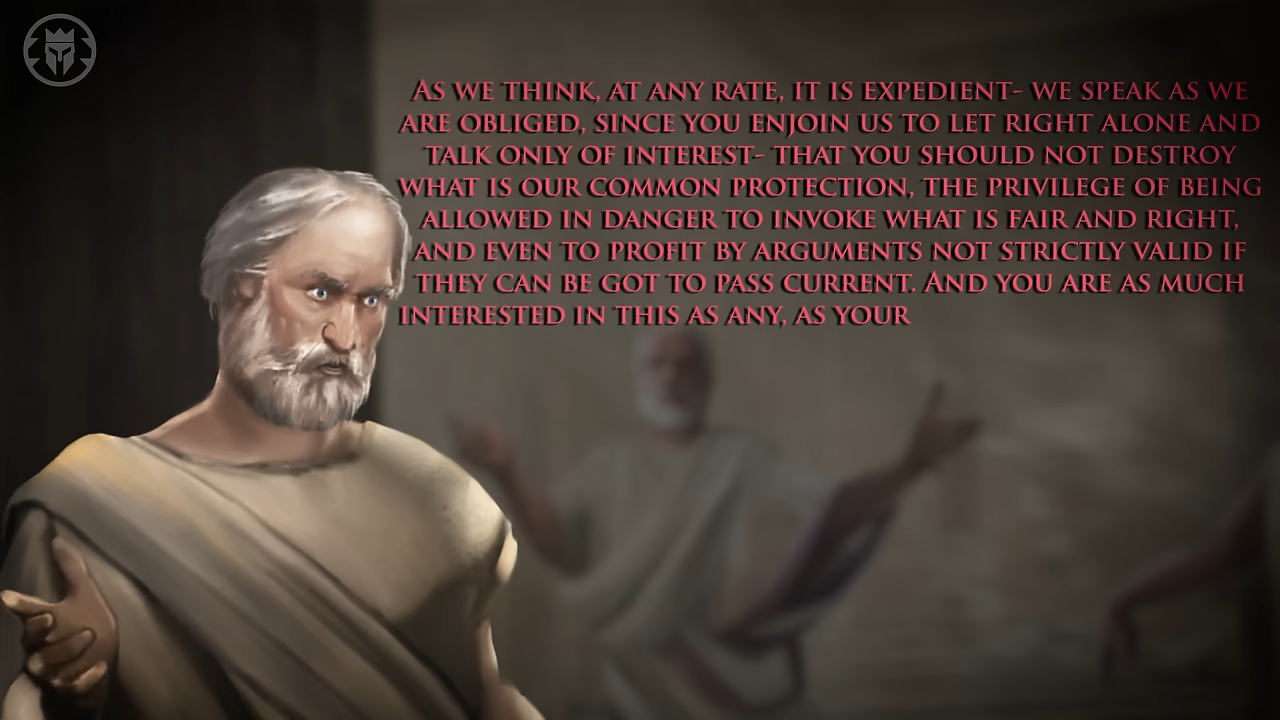 As we think, at any rate, it is expedient- we speak as we
are obliged, since you enjoin us to let right alone and
talk only of interest- that you should not destroy
what is our common protection, the privilege of being
allowed in danger to invoke what is fair and right,
and even to profit by arguments not strictly valid if
they can be got to pass current. And you are as much
interested in this as any, as your